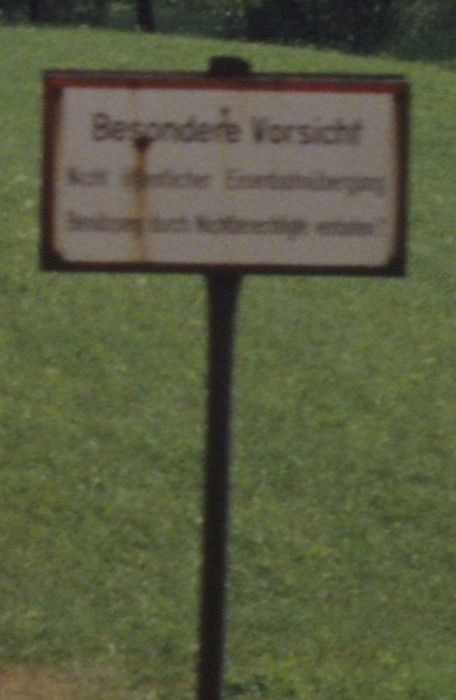 Besondere Vorsicht
Nicht öffentlicher Eisenbahnübergang
Benützung durch Nichtberechtigte verboten!